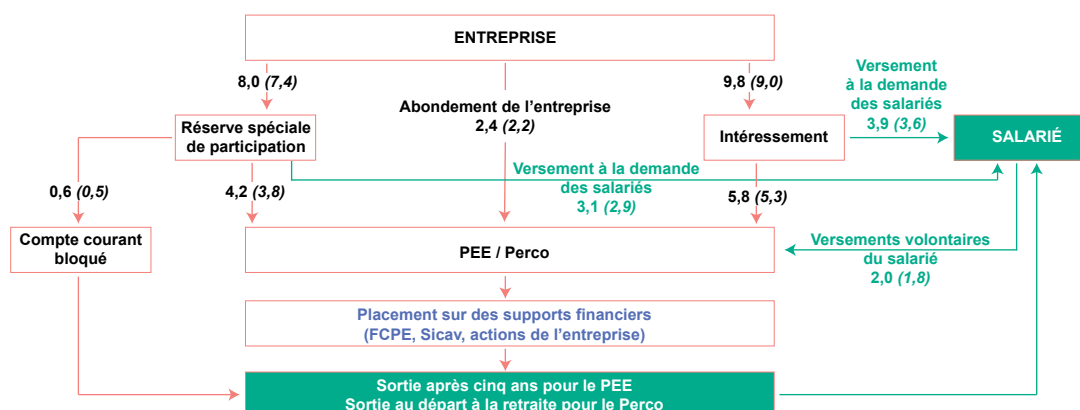 ENTREPRISE
8,0 (7,4)
9,8 (9,0)
Abondement de l'entreprise
2,4 (2,2)
Versement
à la demande
des salariés
3,9 (3,6)
Réserve spéciale
de participation
Intéressement
SALARIÉ
Versement à la demande
des salariés
3,1 (2,9)
0,6 (0,5)
4,2 (3,8)
5,8 (5,3)
Compte courant
bloqué
PEE / Perco
Versements volontaires
du salarié
2,0 (1,8)
Placement sur des supports financiers
(FCPE, Sicav, actions de l'entreprise)
Sortie après cinq ans pour le PEE
Sortie au départ à la retraite pour le Perco